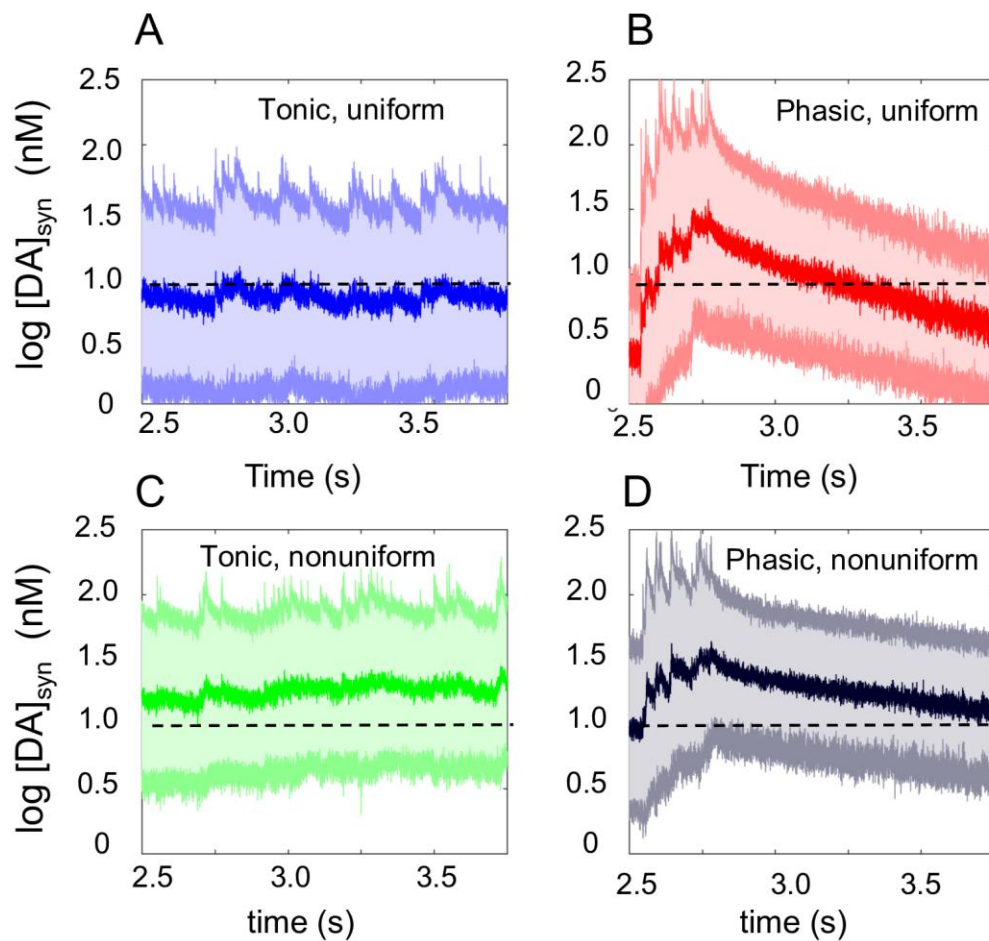 A
B
2.5
2.0
1.5
1.0
0.5
0
log [DA]syn (nM)
Tonic, uniform
2.5 3.0 3.5
Time (s)
2.5
2.0
1.5
1.0
0.5
0
Phasic, uniform
2.5 3.0 3.5
Time (s)
C
D
2.5
2.0
1.5
1.0
0.5
0
log [DA]syn (nM)
Tonic, nonuniform
2.5 3.0 3.5
time (s)
2.5
2.0
1.5
1.0
0.5
0
Phasic, nonuniform
2.5 3.0 3.5
time (s)